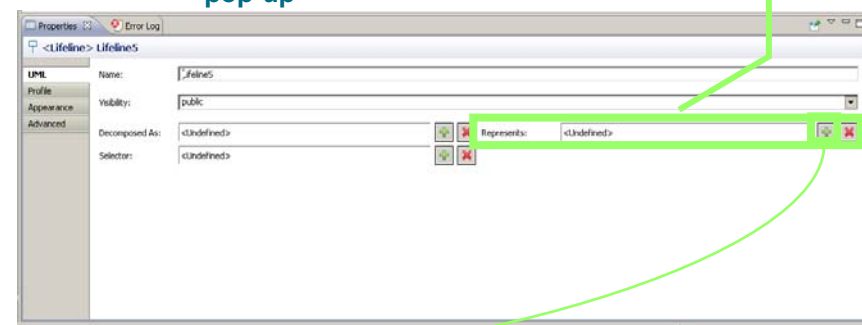 pop-up
Properties Error Log
<Lifeline> Lifeline5
UML
Profile
Appearance
Advanced
Name: Lifeline5
Visibility: public
Decomposed As: <Undefined> Represents: <Undefined>
Selector: <Undefined>